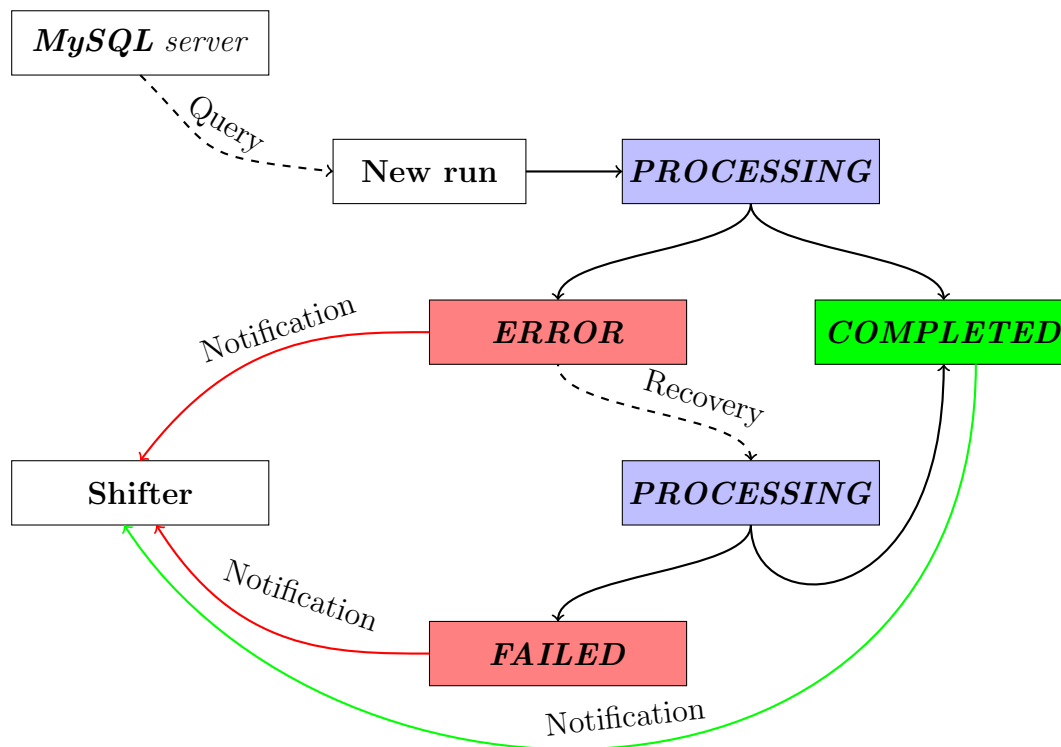 MySQL server
Query
New run
PROCESSING
Notification
ERROR
COMPLETED
Recovery
Shifter
PROCESSING
Notification
FAILED
Notification